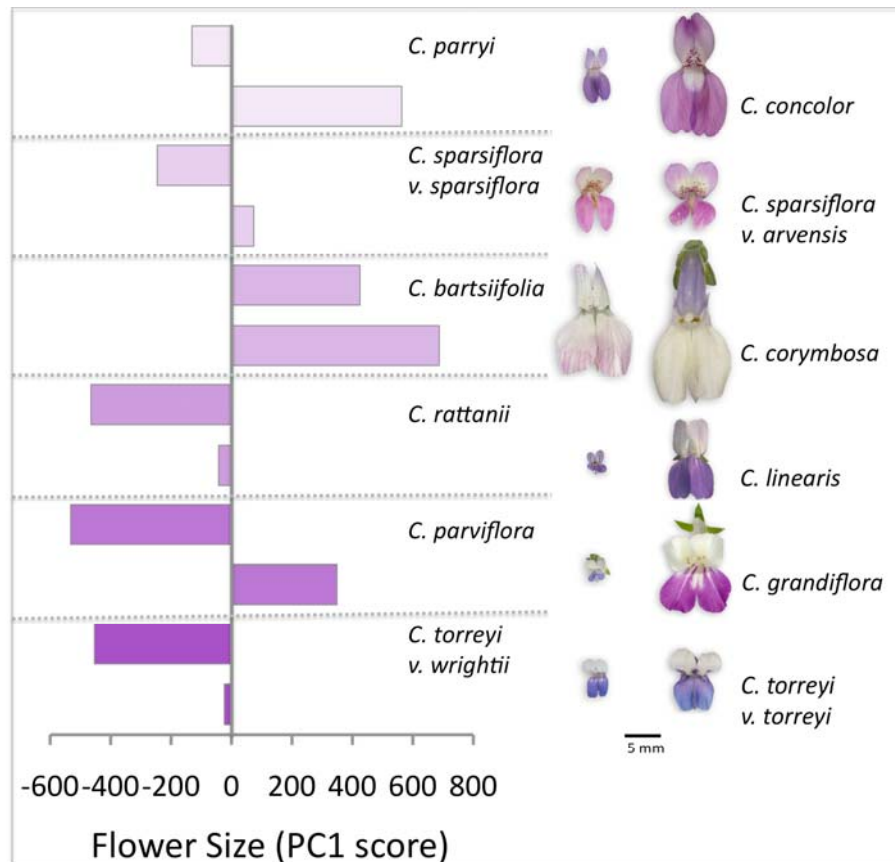 C. parryi
C. concolor
C. sparsiflora
v. sparsiflora
C. sparsiflora
v. arvensis
C. bartsiifolia
C. corymbosa
C. rattanii
C. linearis
C. parviflora
C. grandiflora
C. torreyi
v. wrightii
C. torreyi
v. torreyi
5 mm
-600 -400 -200 0 200 400 600 800
Flower Size (PC1 score)